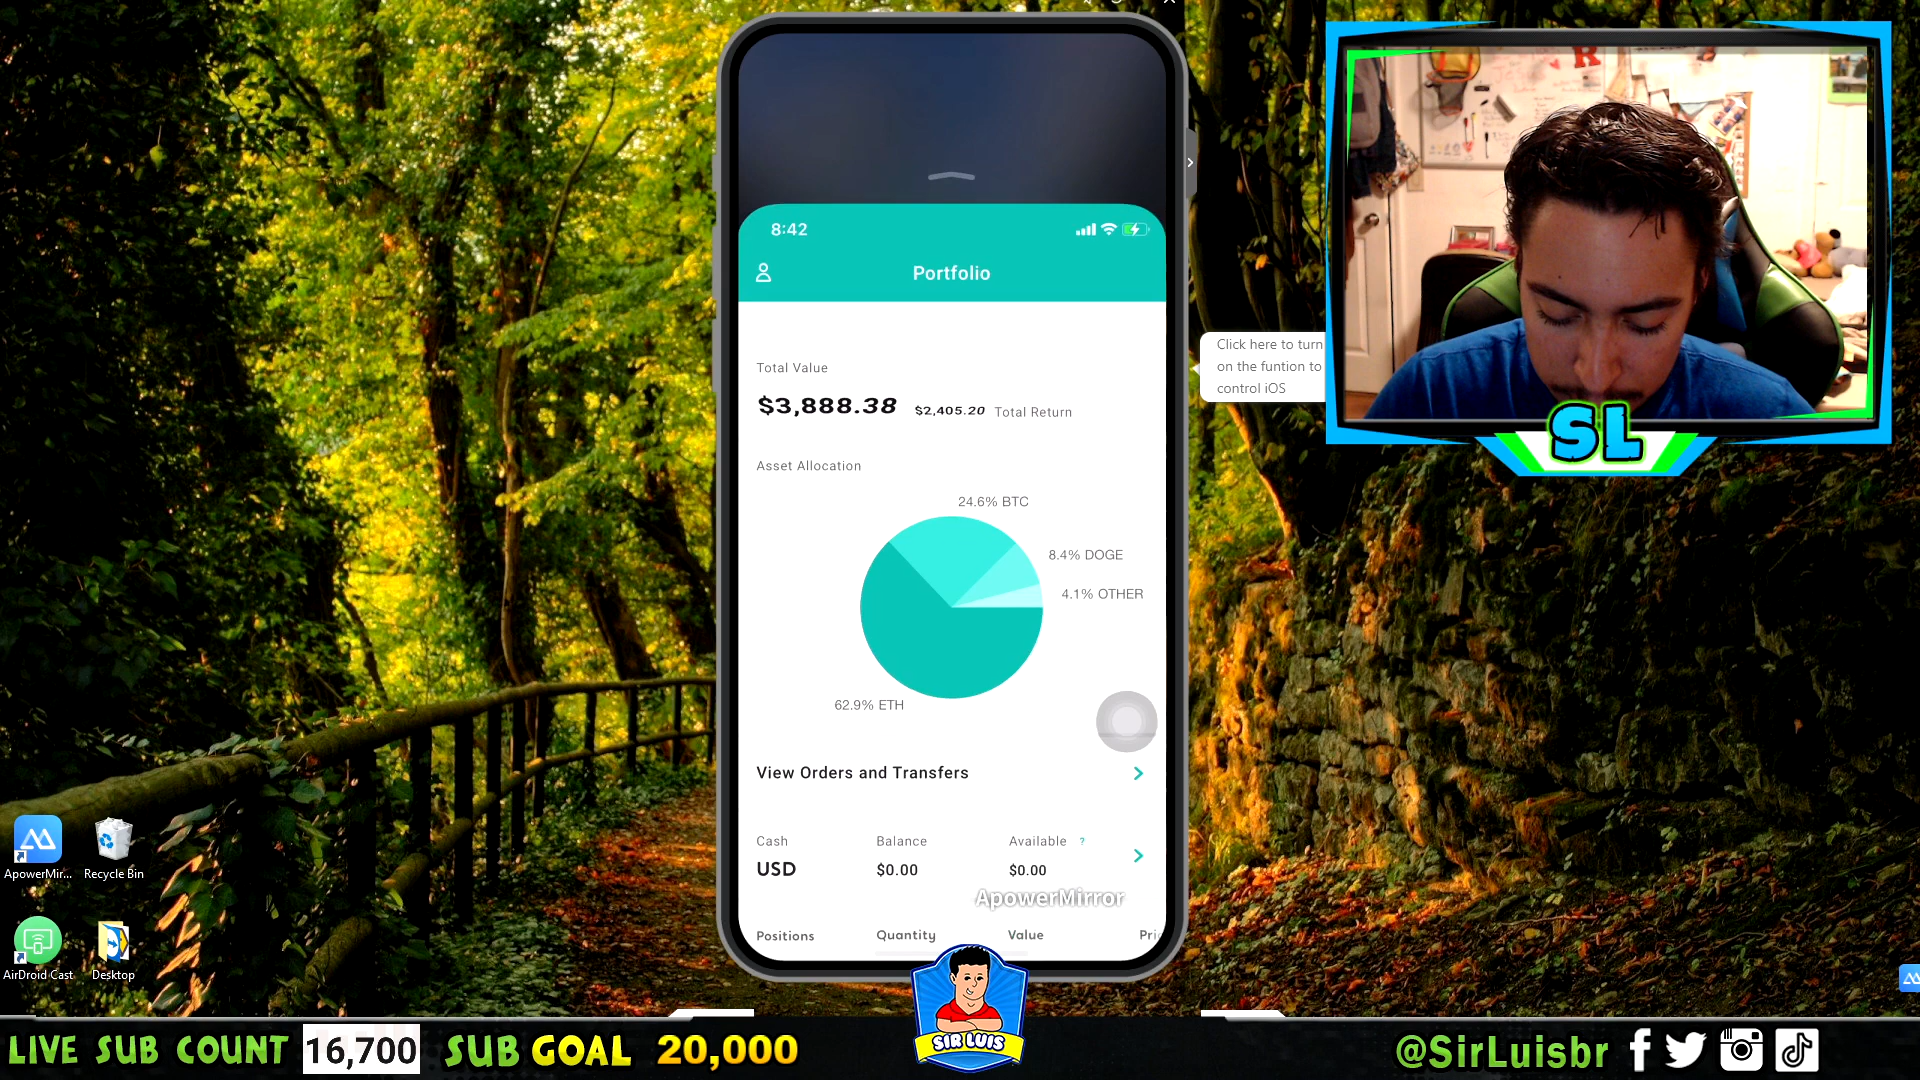 8:42
Portfolio
Click here to turn
on the funtion to
control iOS
Total Value
$3,888.38 $2,405.20 Total Return
Asset Allocation
24.6% BTC
8.4% DOGE
4.1% OTHER
62.9% ETH
View Orders and Transfers
Cash Balance Available ?
USD $0.00 $0.00
ApowerMirror
Positions Quantity Value Pri
ApowerMir... Recycle Bin
AirDroid Cast Desktop
R
SL
SIR LUIS
LIVE SUB COUNT 16,700 SUB GOAL 20,000
@SirLuisbr